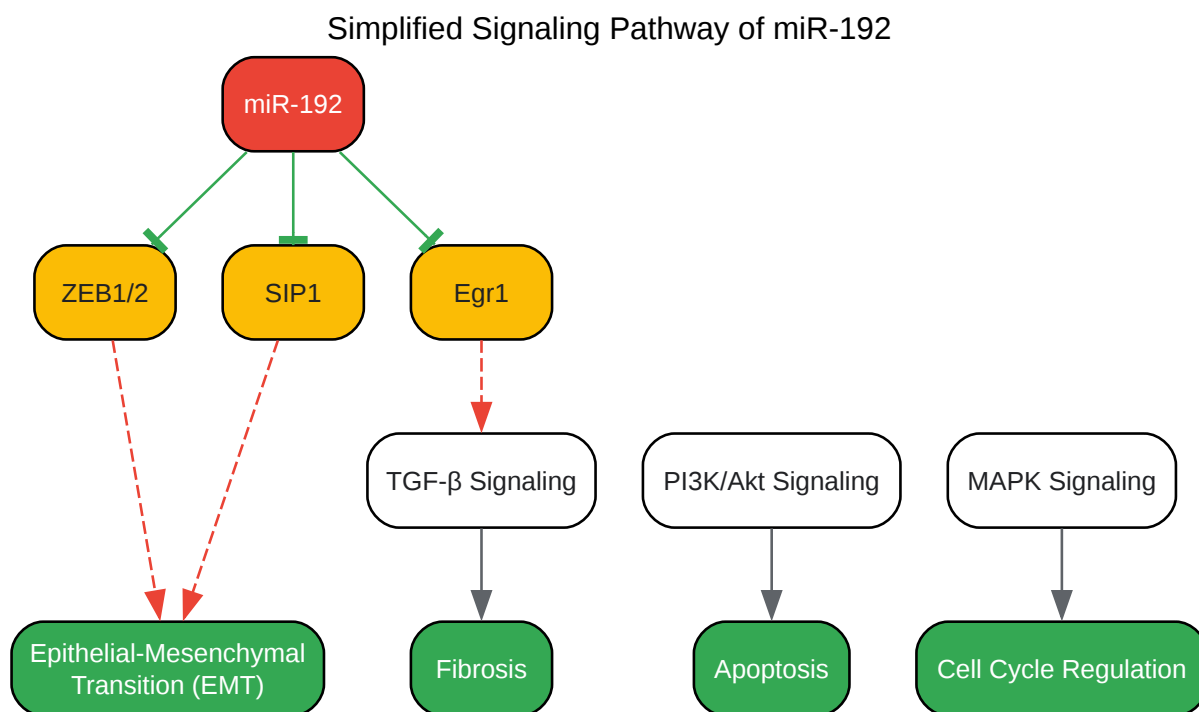 Simplified Signaling Pathway of miR-192
miR-192
ZEB1/2
SIP1
Egr1
TGF-β Signaling
PI3K/Akt Signaling
MAPK Signaling
Epithelial-Mesenchymal
Transition (EMT)
Fibrosis
Apoptosis
Cell Cycle Regulation